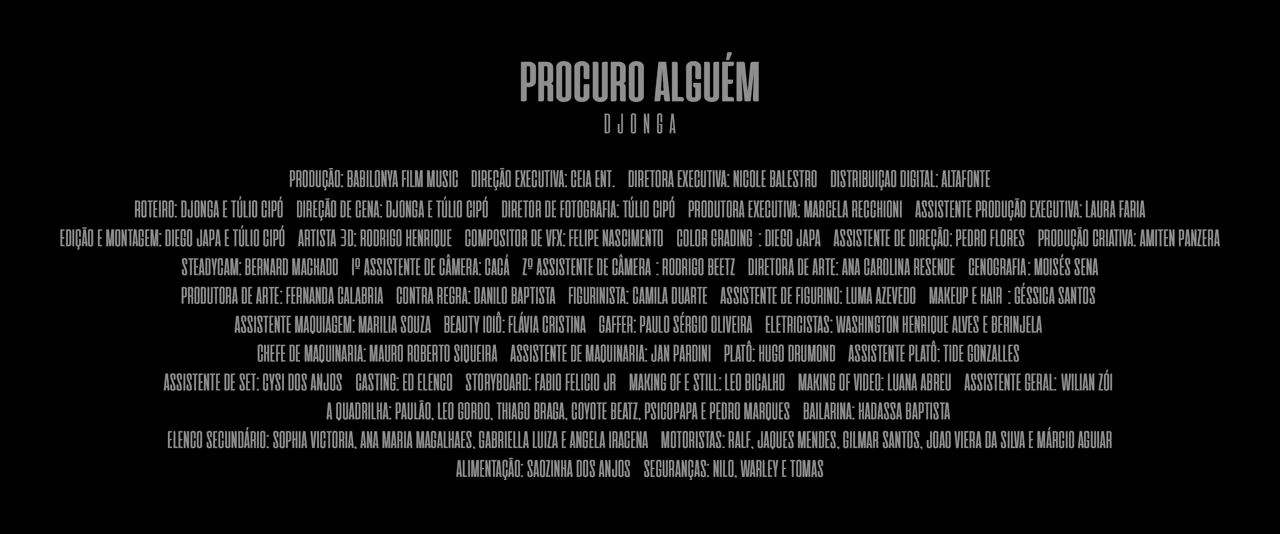 PROCURO ALGUÉM
DJONGA
PRODUÇÃO: BABILONYA FILM MUSIC DIREÇÃO EXECUTIVA: CEIA ENT. DIRETORA EXECUTIVA: NICOLE BALESTRO DISTRIBUIÇAO DIGITAL: ALTAFONTE
ROTEIRO: DJONGA E TÚLIO CIPÓ DIREÇÃO DE CENA: DJONGA E TÚLIO CIPÓ DIRETOR DE FOTOGRAFIA: TÚLIO CIPÓ PRODUTORA EXECUTIVA: MARCELA RECCHIONI ASSISTENTE PRODUÇÃO EXECUTIVA: LAURA FARIA
EDIÇÃO E MONTAGEM: DIEGO JAPA E TÚLIO CIPÓ ARTISTA 3D: RODRIGO HENRIQUE COMPOSITOR DE VFX: FELIPE NASCIMENTO COLOR GRADING : DIEGO JAPA ASSISTENTE DE DIREÇÃO: PEDRO FLORES PRODUÇÃO CRIATIVA: AMITEN PANZERA
STEADYCAM: BERNARD MACHADO 1º ASSISTENTE DE CÂMERA: CACÁ 2º ASSISTENTE DE CÂMERA : RODRIGO BEETZ DIRETORA DE ARTE: ANA CAROLINA RESENDE CENOGRAFIA: MOISÉS SENA
PRODUTORA DE ARTE: FERNANDA CALABRIA CONTRA REGRA: DANILO BAPTISTA FIGURINISTA: CAMILA DUARTE ASSISTENTE DE FIGURINO: LUMA AZEVEDO MAKEUP E HAIR : GÉSSICA SANTOS
ASSISTENTE MAQUIAGEM: MARILIA SOUZA BEAUTY IOIÔ: FLÁVIA CRISTINA GAFFER: PAULO SÉRGIO OLIVEIRA ELETRICISTAS: WASHINGTON HENRIQUE ALVES E BERINJELA
CHEFE DE MAQUINARIA: MAURO ROBERTO SIQUEIRA ASSISTENTE DE MAQUINARIA: JAN PARDINI PLATÔ: HUGO DRUMOND ASSISTENTE PLATÔ: TIDE GONZALLES
ASSISTENTE DE SET: CYSI DOS ANJOS CASTING: ED ELENCO STORYBOARD: FABIO FELICIO JR MAKING OF E STILL: LEO BICALHO MAKING OF VIDEO: LUANA ABREU ASSISTENTE GERAL: WILIAN ZÓI
A QUADRILHA: PAULÃO, LEO GORDO, THIAGO BRAGA, COYOTE BEATZ, PSICOPAPA E PEDRO MARQUES BAILARINA: HADASSA BAPTISTA
ELENCO SECUNDÁRIO: SOPHIA VICTORIA, ANA MARIA MAGALHAES, GABRIELLA LUIZA E ANGELA IRACENA MOTORISTAS: RALF, JAQUES MENDES, GILMAR SANTOS, JOAO VIERA DA SILVA E MÁRCIO AGUIAR
ALIMENTAÇÃO: SAOZINHA DOS ANJOS SEGURANÇAS: NILO, WARLEY E TOMAS